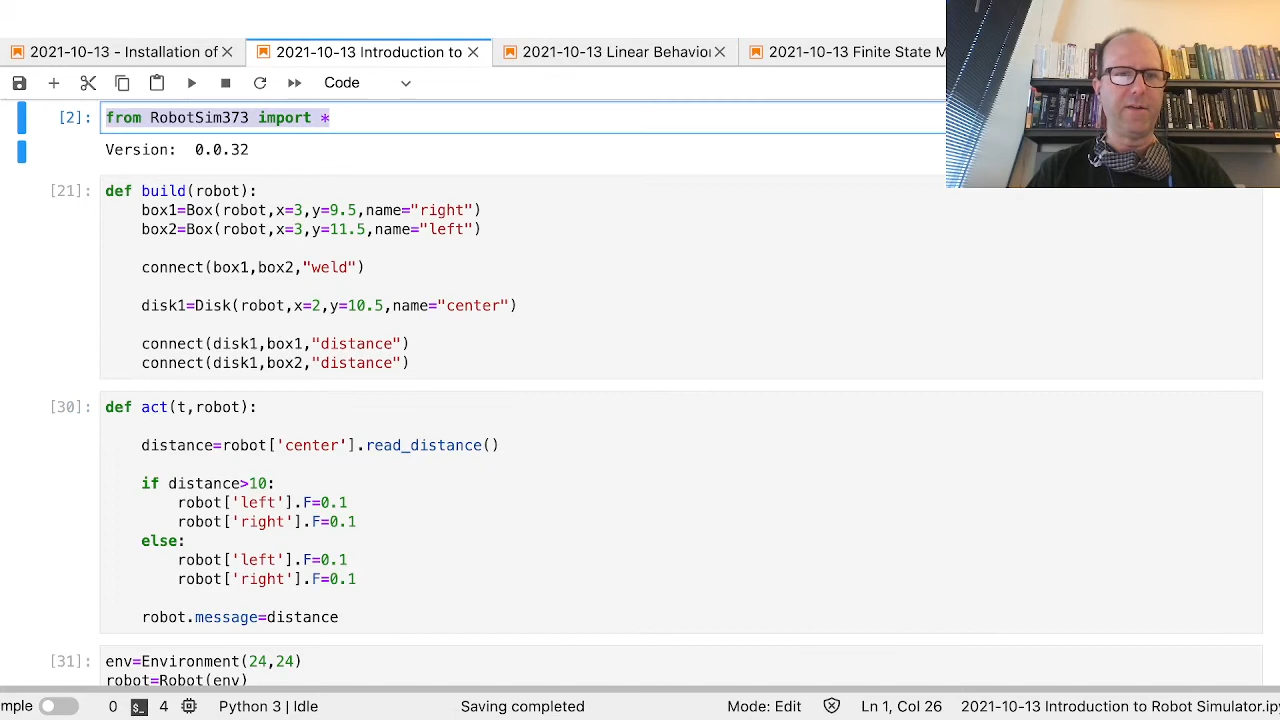 2021-10-13 - Installation of
2021-10-13 Introduction to
2021-10-13 Linear Behavior
2021-10-13 Finite State M
Code
[2]:
from RobotSim373 import *
Version: 0.0.32
[21]:
def build(robot):
box1=Box(robot,x=3,y=9.5,name="right")
box2=Box(robot,x=3,y=11.5,name="left")
connect(box1,box2,"weld")
disk1=Disk(robot,x=2,y=10.5,name="center")
connect(disk1,box1,"distance")
connect(disk1,box2,"distance")
[30]:
def act(t,robot):
distance=robot['center'].read_distance()
if distance>10:
robot['left'].F=0.1
robot['right'].F=0.1
else:
robot['left'].F=0.1
robot['right'].F=0.1
robot.message=distance
[31]:
env=Environment(24,24)
robot=Robot(env)
mple
0
$_
4
Python 3 | Idle
Saving completed
Mode: Edit
Ln 1, Col 26
2021-10-13 Introduction to Robot Simulator.ip